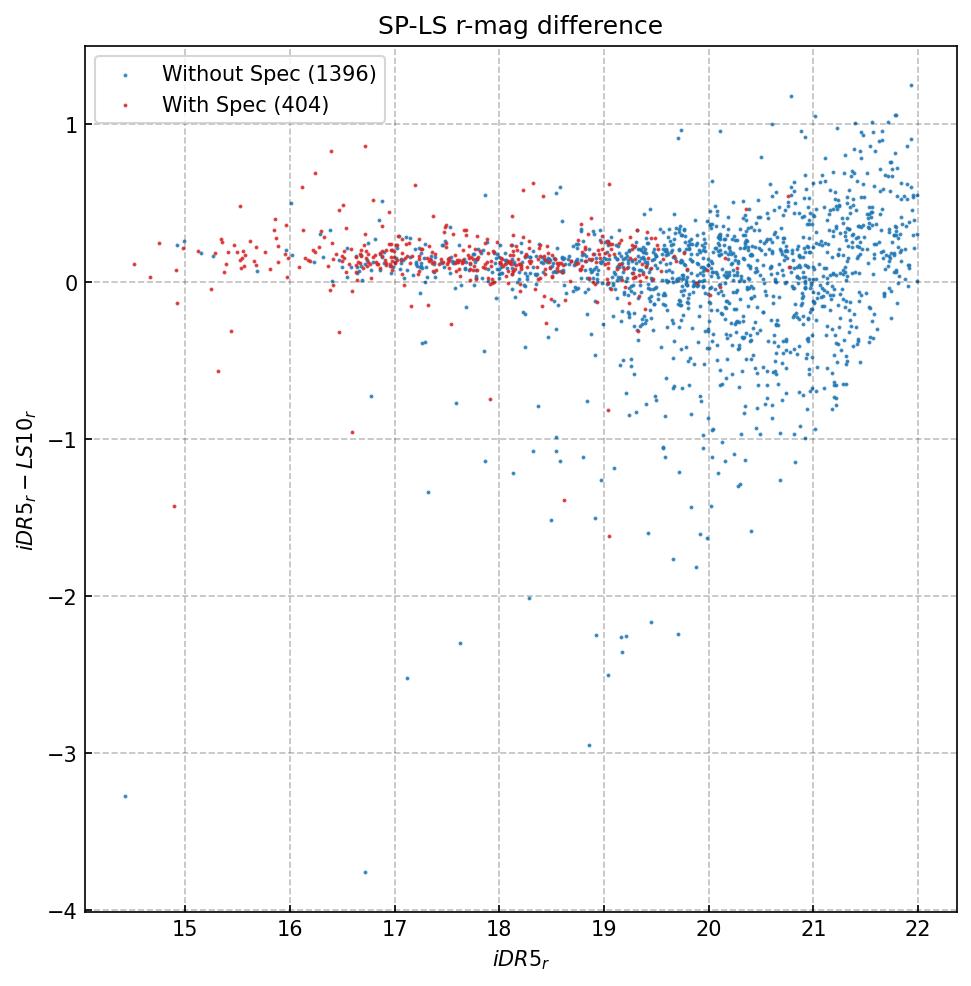 SP-LS r-mag difference
Without Spec (1396)
With Spec (404)
1
0
−1
−2
−3
−4
iDR5r − LS10r
15 16 17 18 19 20 21 22
iDR5r